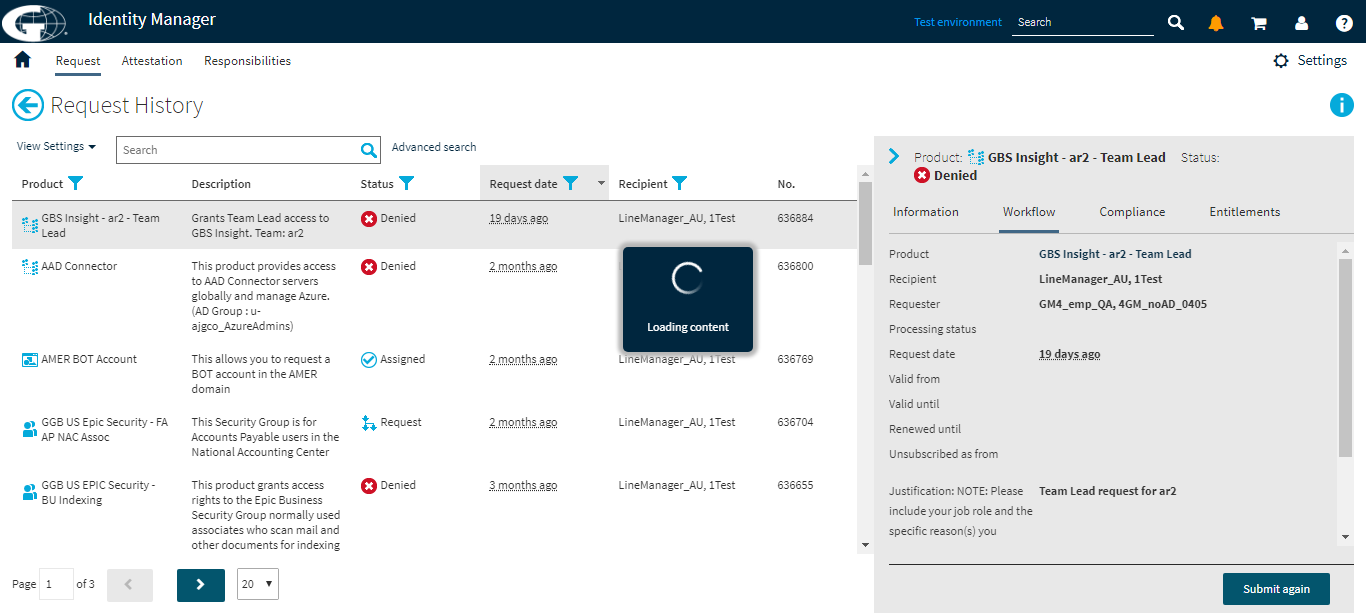 Identity Manager
Test environment
Search
Request
Attestation
Responsibilities
Settings
Request History
View Settings
Search
Advanced search
Product
Description
Status
Request date
Recipient
No.
GBS Insight - ar2 - Team
Lead
Grants Team Lead access to
GBS Insight. Team: ar2
Denied
19 days ago
LineManager_AU, 1Test
636884
AAD Connector
This product provides access
to AAD Connector servers
globally and manage Azure.
(AD Group : u-
ajgco_AzureAdmins)
Denied
2 months ago
636800
Loading content
AMER BOT Account
This allows you to request a
BOT account in the AMER
domain
Assigned
2 months ago
LineManager_AU, 1Test
636769
GGB US Epic Security - FA
AP NAC Assoc
This Security Group is for
Accounts Payable users in the
National Accounting Center
Request
2 months ago
LineManager_AU, 1Test
636704
GGB US EPIC Security -
BU Indexing
This product grants access
rights to the Epic Business
Security Group normally used
associates who scan mail and
other documents for indexing
Denied
3 months ago
LineManager_AU, 1Test
636655
Page 1 of 3
20
Product: GBS Insight - ar2 - Team Lead Status:
Denied
Information
Workflow
Compliance
Entitlements
Product GBS Insight - ar2 - Team Lead
Recipient LineManager_AU, 1Test
Requester GM4_emp_QA, 4GM_noAD_0405
Processing status
Request date 19 days ago
Valid from
Valid until
Renewed until
Unsubscribed as from
Justification: NOTE: Please Team Lead request for ar2
include your job role and the
specific reason(s) you
Submit again